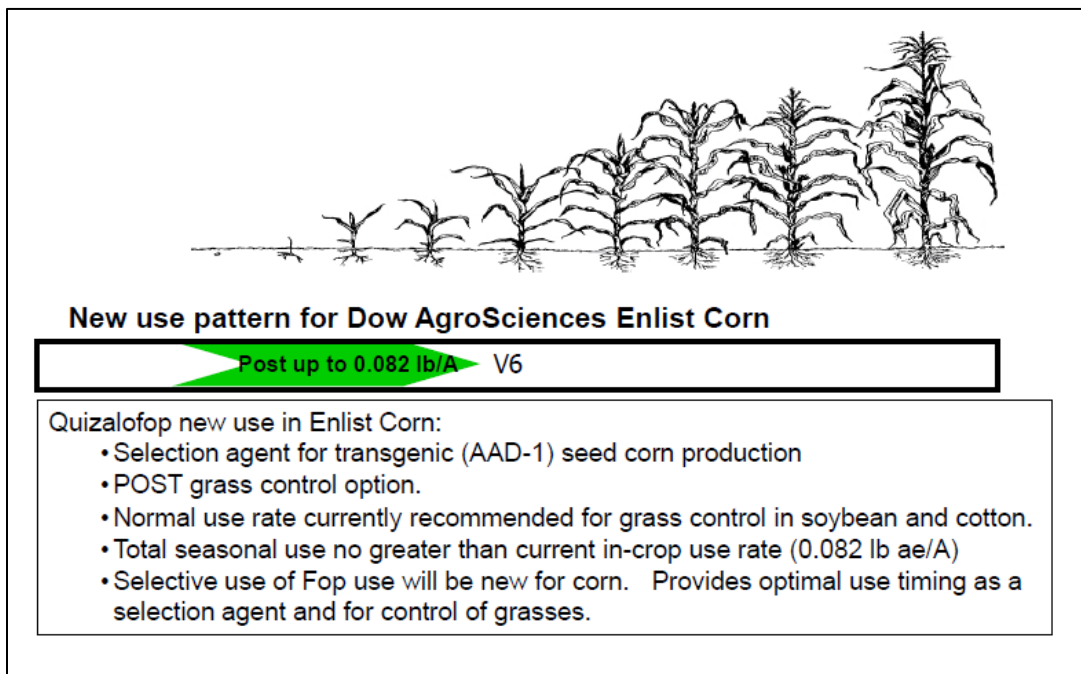 New use pattern for Dow AgroSciences Enlist Corn
Post up to 0.082 lb/A V6
Quizalofop new use in Enlist Corn:
• Selection agent for transgenic (AAD-1) seed corn production
• POST grass control option.
• Normal use rate currently recommended for grass control in soybean and cotton.
• Total seasonal use no greater than current in-crop use rate (0.082 lb ae/A)
• Selective use of Fop use will be new for corn.   Provides optimal use timing as a
selection agent and for control of grasses.